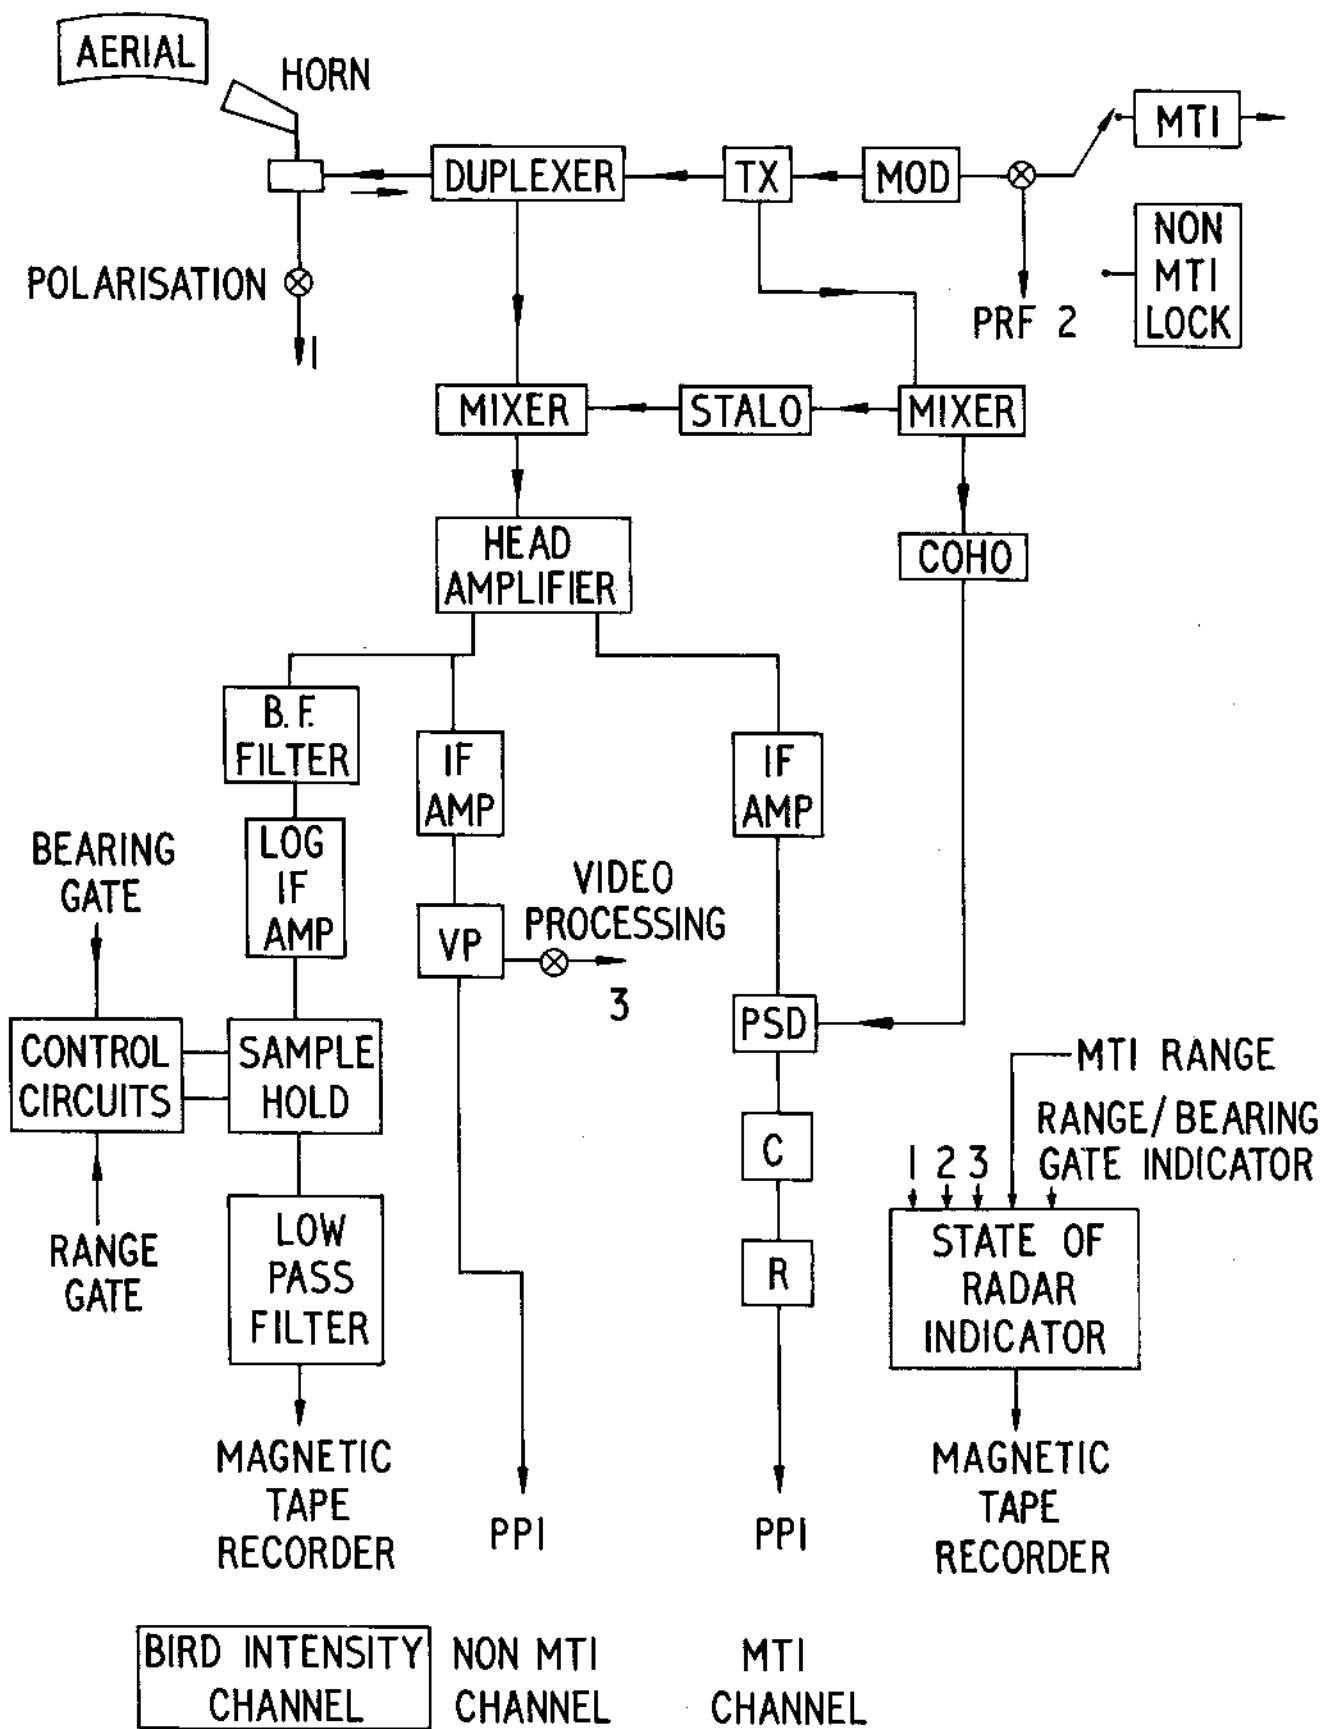 AERIAL
HORN
MTI
DUPLEXER
TX
MOD
NON
MTI
LOCK
POLARISATION
1
PRF 2
MIXER
STALO
MIXER
HEAD
AMPLIFIER
COHO
B.F.
FILTER
IF
AMP
IF
AMP
LOG
IF
AMP
BEARING
GATE
VIDEO
PROCESSING
VP
3
PSD
CONTROL
CIRCUITS
SAMPLE
HOLD
MTI RANGE
RANGE/BEARING
GATE INDICATOR
1 2 3
C
RANGE
GATE
LOW
PASS
FILTER
R
STATE OF
RADAR
INDICATOR
MAGNETIC
TAPE
RECORDER
PPI
PPI
MAGNETIC
TAPE
RECORDER
BIRD INTENSITY
CHANNEL
NON MTI
CHANNEL
MTI
CHANNEL